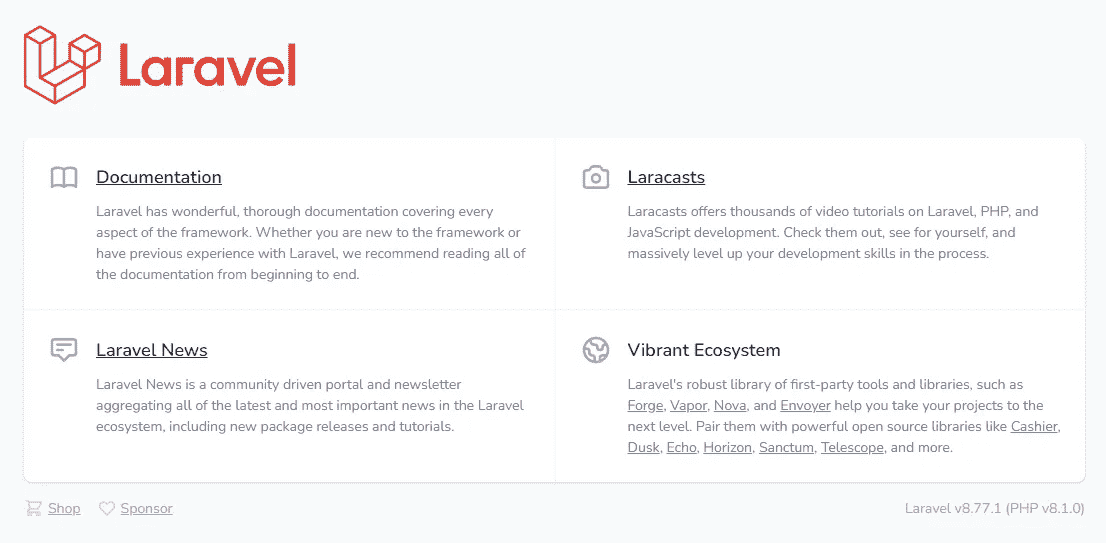 Laravel
Documentation
Laravel has wonderful, thorough documentation covering every
aspect of the framework. Whether you are new to the framework or
have previous experience with Laravel, we recommend reading all of
the documentation from beginning to end.
Laracasts
Laracasts offers thousands of video tutorials on Laravel, PHP, and
JavaScript development. Check them out, see for yourself, and
massively level up your development skills in the process.
Laravel News
Laravel News is a community driven portal and newsletter
aggregating all of the latest and most important news in the Laravel
ecosystem, including new package releases and tutorials.
Vibrant Ecosystem
Laravel's robust library of first-party tools and libraries, such as
Forge, Vapor, Nova, and Envoyer help you take your projects to the
next level. Pair them with powerful open source libraries like Cashier,
Dusk, Echo, Horizon, Sanctum, Telescope, and more.
Shop Sponsor
Laravel v8.77.1 (PHP v8.1.0)